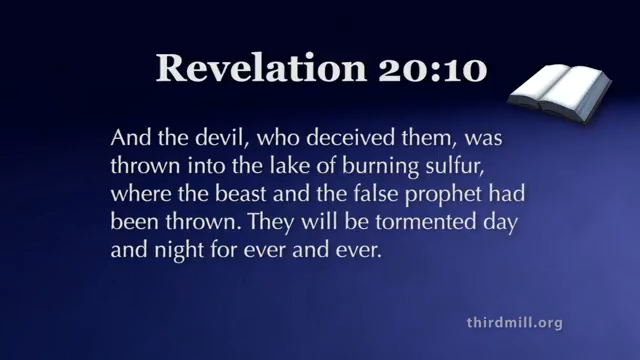 Revelation 20:10
And the devil, who deceived them, was
thrown into the lake of burning sulfur,
where the beast and the false prophet had
been thrown. They will be tormented day
and night for ever and ever.
thirdmill.org